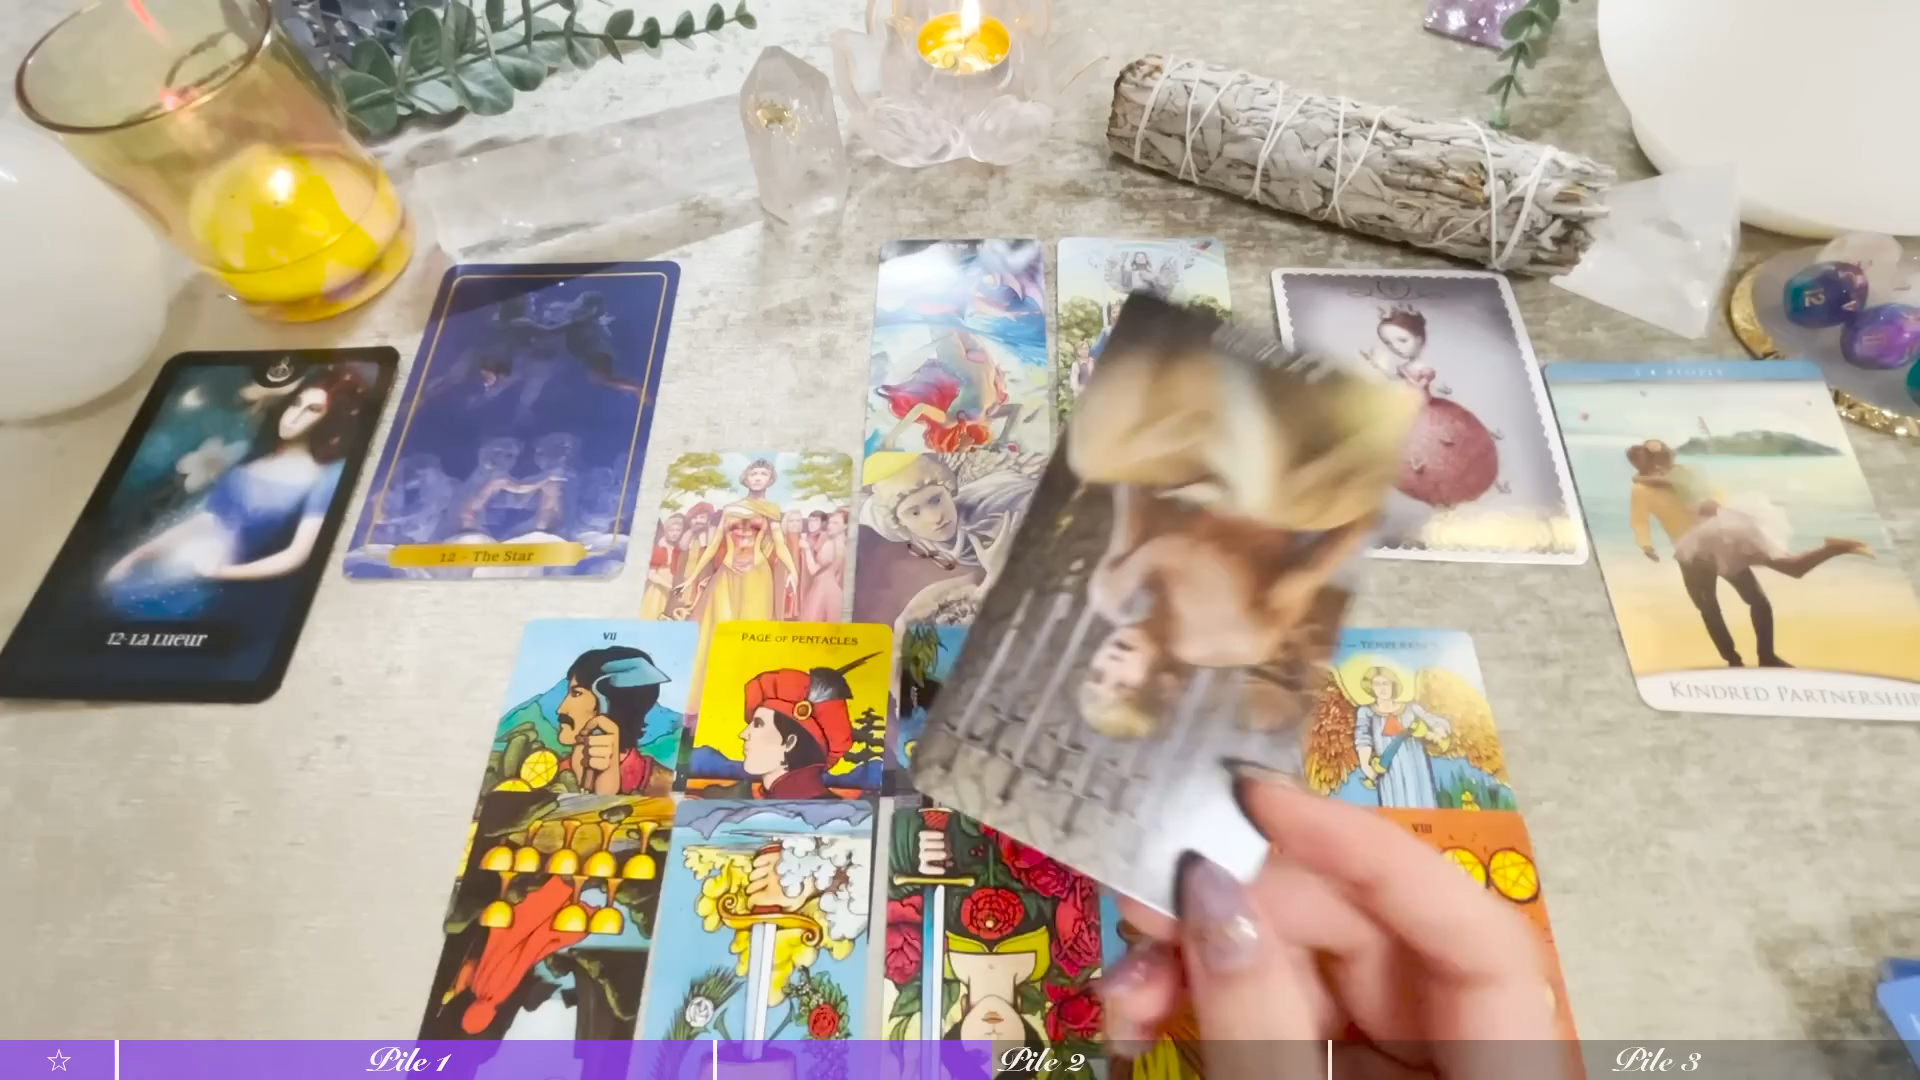 12-La Lueur
12 - The Star
KINDRED PARTNERSHIP
VII
PAGE OF PENTACLES
TEMPERANCE
VIII
Pile 1
Pile 2
Pile 3